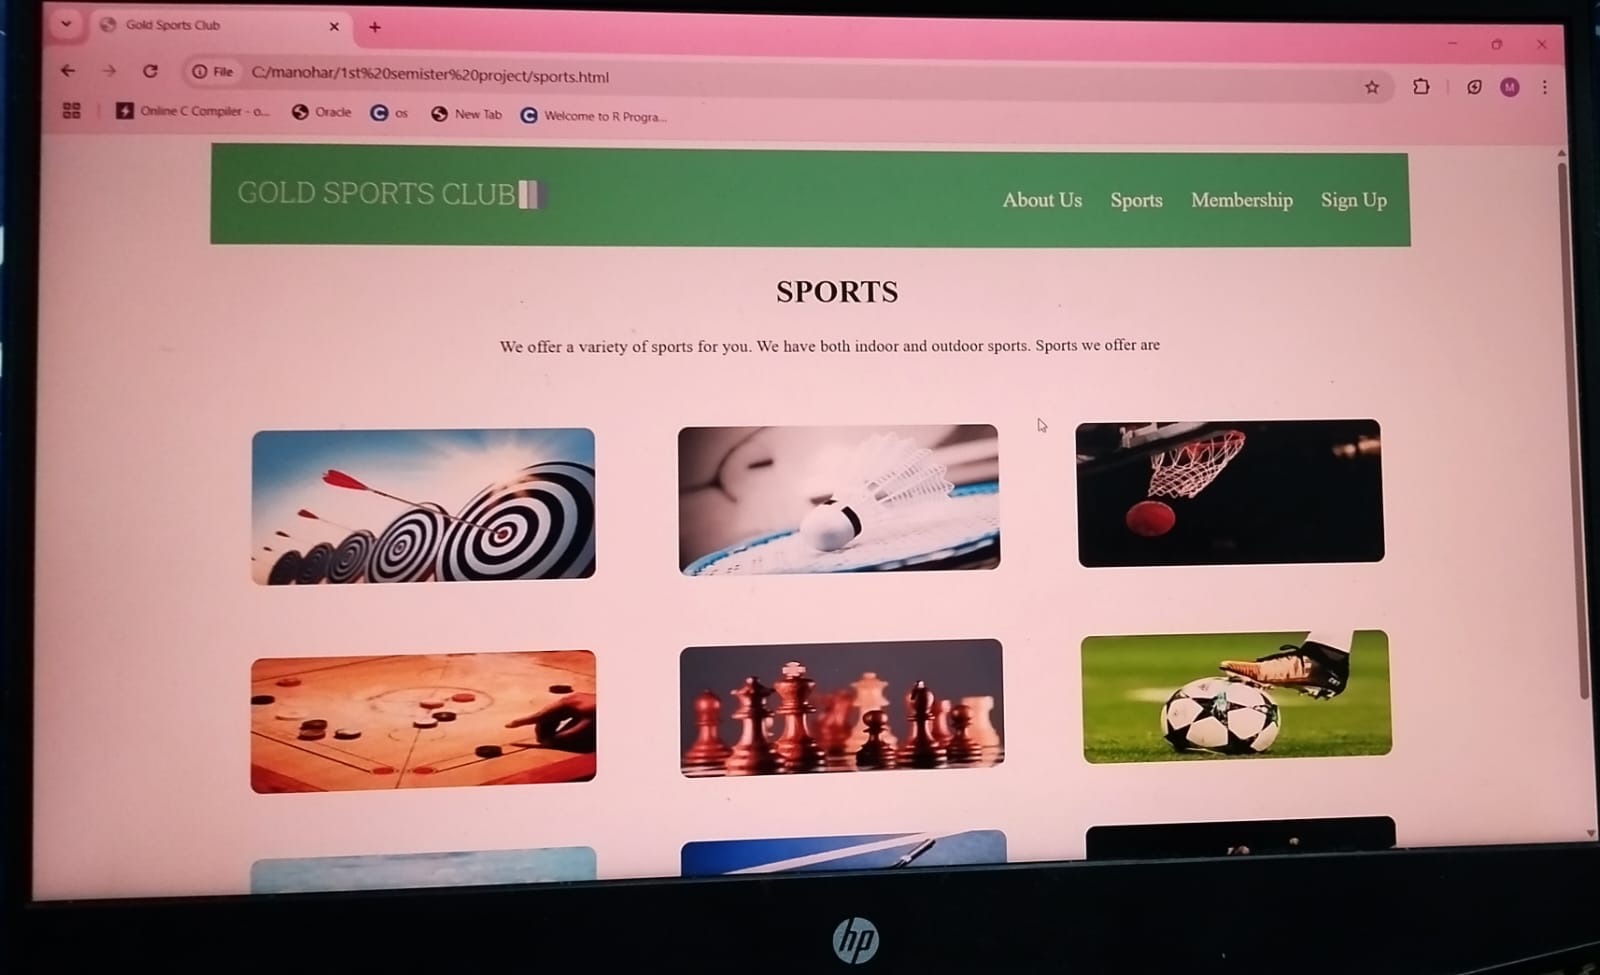 Gold Sports Club
File C:/manohar/1st%20semister%20project/sports.html
M
Online C Compiler - o... Oracle os New Tab Welcome to R Progra...
GOLD SPORTS CLUB
About Us Sports Membership Sign Up
SPORTS
We offer a variety of sports for you. We have both indoor and outdoor sports. Sports we offer are
hp